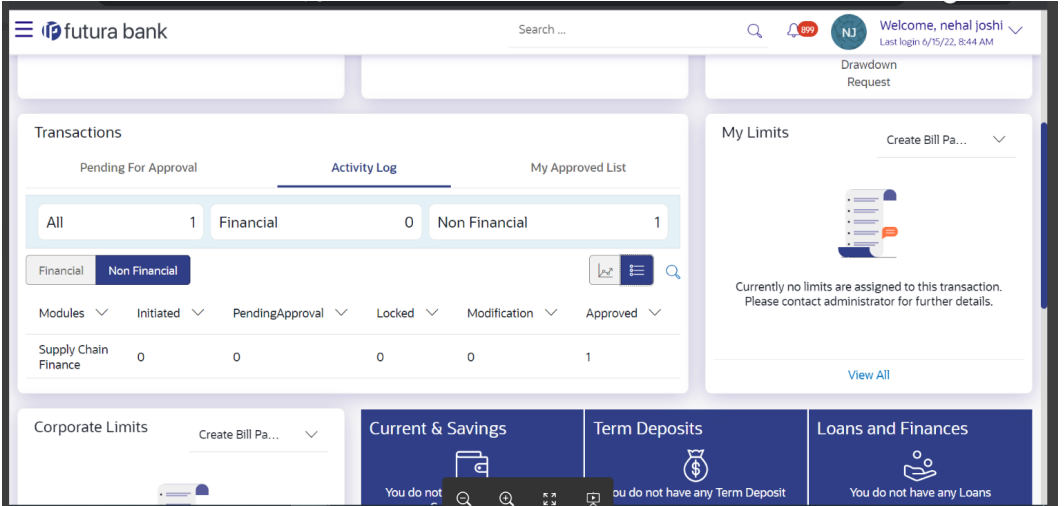 futura bank
Search ...
899
NJ
Welcome, nehal joshi
Last login 6/15/22, 8:44 AM
Drawdown
Request
Transactions
Pending For Approval Activity Log My Approved List
All 1 Financial 0 Non Financial 1
Financial Non Financial
Modules Initiated PendingApproval Locked Modification Approved
Supply Chain
Finance 0 0 0 0 1
My Limits
Create Bill Pa...
Currently no limits are assigned to this transaction.
Please contact administrator for further details.
View All
Corporate Limits
Create Bill Pa...
Current & Savings
You do not
Term Deposits
ou do not have any Term Deposit
Loans and Finances
You do not have any Loans